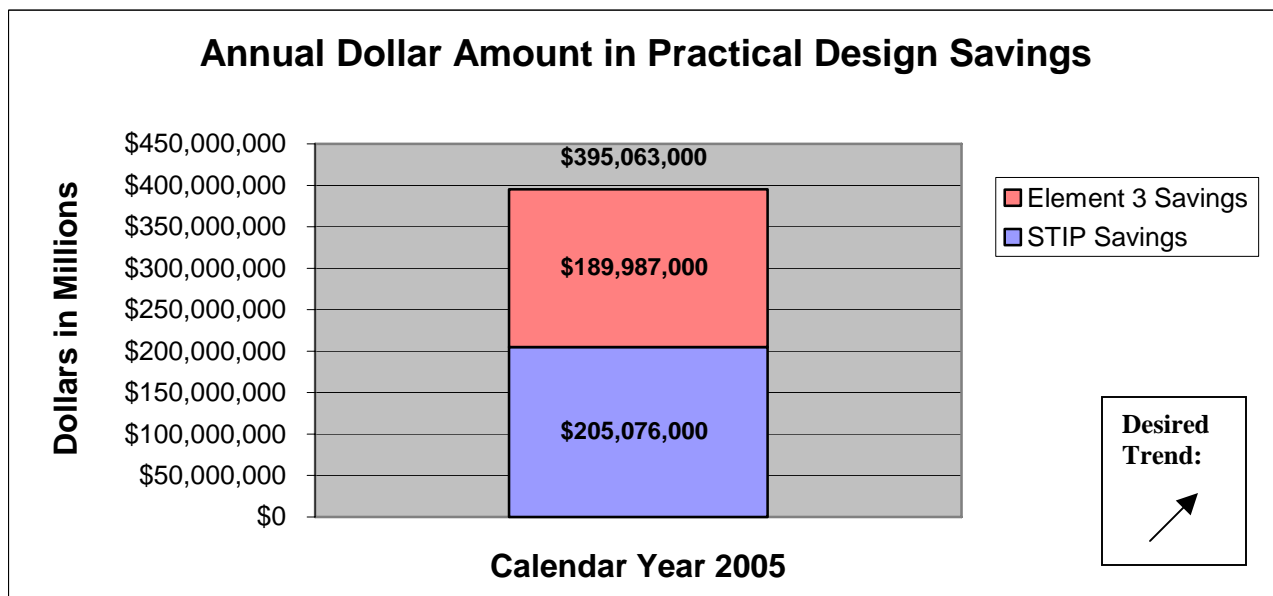 Annual Dollar Amount in Practical Design Savings
Dollars in Millions
$450,000,000
$400,000,000
$350,000,000
$300,000,000
$250,000,000
$200,000,000
$150,000,000
$100,000,000
$50,000,000
$0
$395,063,000
$189,987,000
$205,076,000
Calendar Year 2005
Element 3 Savings
STIP Savings
Desired
Trend: